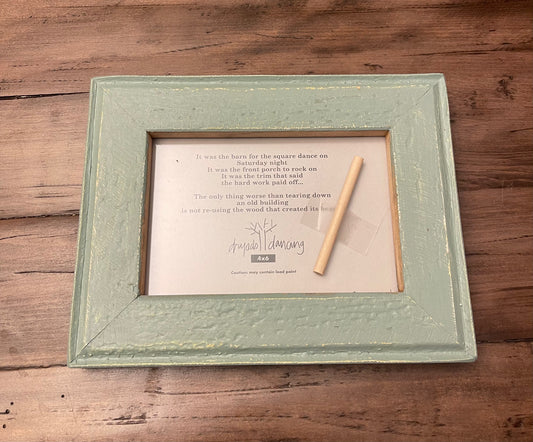 It was the barn for the square dance on
Saturday night
It was the front porch to rock on
It was the trim that said
the hard work paid off...
The only thing worse than tearing down
an old building
is not re-using the wood that created its
dryads dancing
4x6
Caution: may contain lead paint